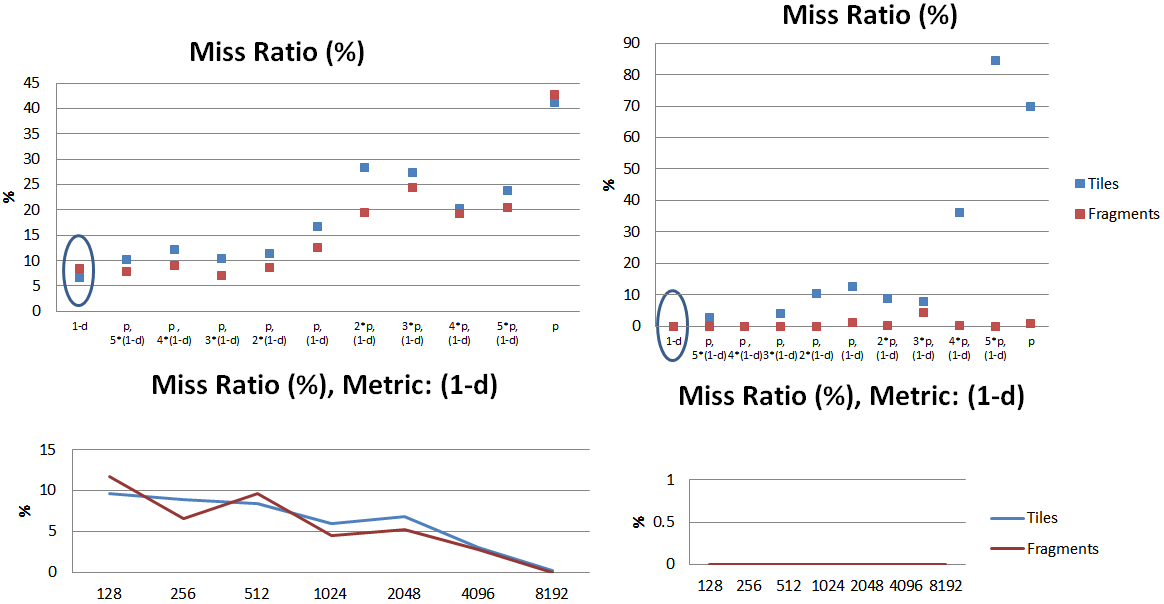 Miss Ratio (%)
45
40
35
30
25
20
15
10
5
0
%
1-d
p, 5*(1-d)
p , 4*(1-d)
p, 3*(1-d)
p, 2*(1-d)
p, (1-d)
2*p, (1-d)
3*p, (1-d)
4*p, (1-d)
5*p, (1-d)
p
Miss Ratio (%)
90
80
70
60
50
40
30
20
10
0
%
1-d
p, 5*(1-d)
p , 4*(1-d)
p, 3*(1-d)
p, 2*(1-d)
p, (1-d)
2*p, (1-d)
3*p, (1-d)
4*p, (1-d)
5*p, (1-d)
p
Tiles
Fragments
Miss Ratio (%), Metric: (1-d)
15
10
5
0
%
128 256 512 1024 2048 4096 8192
Miss Ratio (%), Metric: (1-d)
1
0.5
0
%
128 256 512 1024 2048 4096 8192
Tiles
Fragments